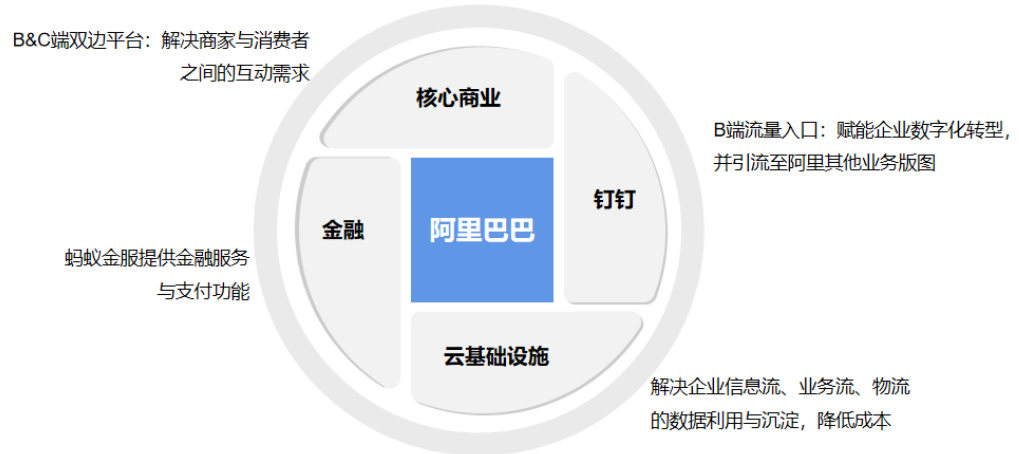 B&C端双边平台：解决商家与消费者
之间的互动需求
核心商业
B端流量入口：赋能企业数字化转型，
并引流至阿里其他业务版图
钉钉
金融
阿里巴巴
蚂蚁金服提供金融服务
与支付功能
云基础设施
解决企业信息流、业务流、物流
的数据利用与沉淀，降低成本